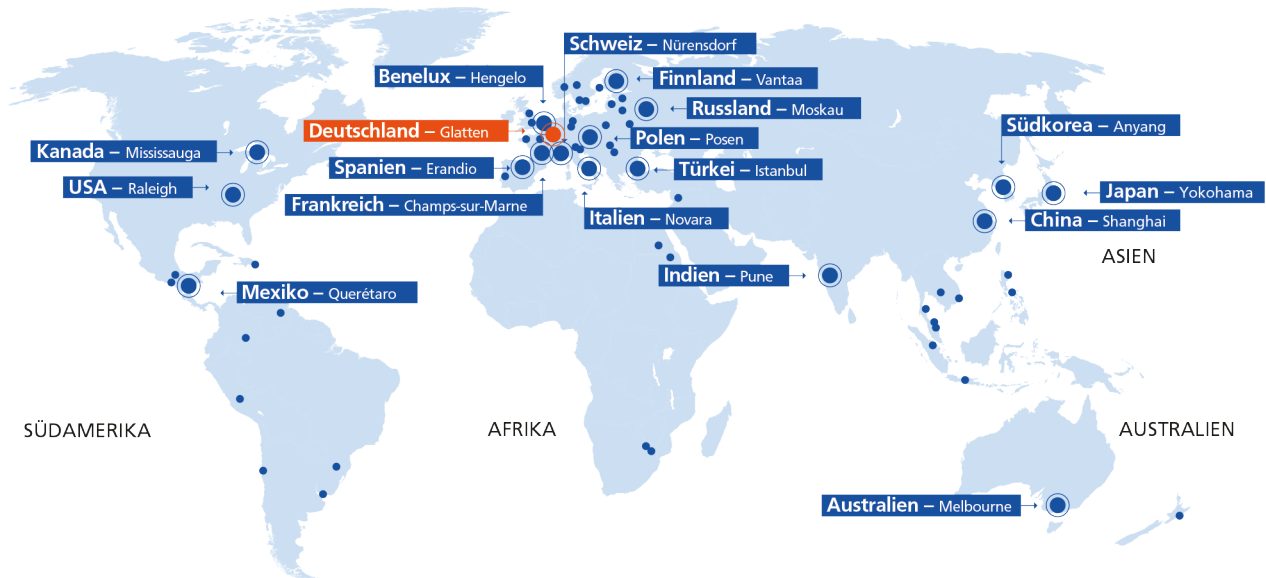 Schweiz – Nürensdorf
Benelux – Hengelo
Finnland – Vantaa
Russland – Moskau
Deutschland – Glatten
Polen – Posen
Südkorea – Anyang
Kanada – Mississauga
Spanien – Erandio
Türkei – Istanbul
USA – Raleigh
Japan – Yokohama
Frankreich – Champs-sur-Marne
Italien – Novara
China – Shanghai
ASIEN
Indien – Pune
Mexiko – Querétaro
SÜDAMERIKA
AFRIKA
AUSTRALIEN
Australien – Melbourne